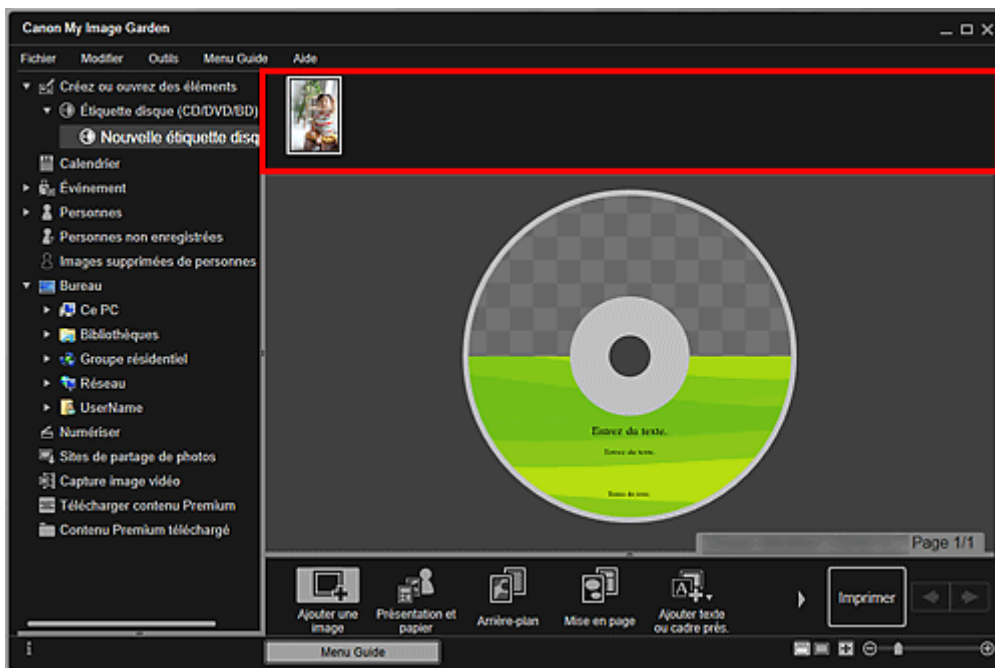 Canon My Image Garden
Fichier Modifier Outils Menu Guide Aide
Créez ou ouvrez des éléments
Étiquette disque (CD/DVD/BD)
Nouvelle étiquette disq
Calendrier
Événement
Personnes
Personnes non enregistrées
Images supprimées de personnes
Bureau
Ce PC
Bibliothèques
Groupe résidentiel
Réseau
UserName
Numériser
Sites de partage de photos
Capture image vidéo
Télécharger contenu Premium
Contenu Premium téléchargé
Entrez du texte.
Entrez du texte.
Entrez du texte.
Page 1/1
Ajouter une
image
Présentation et
papier
Arrière-plan
Mise en page
Ajouter texte
ou cadre prés.
Imprimer
Menu Guide